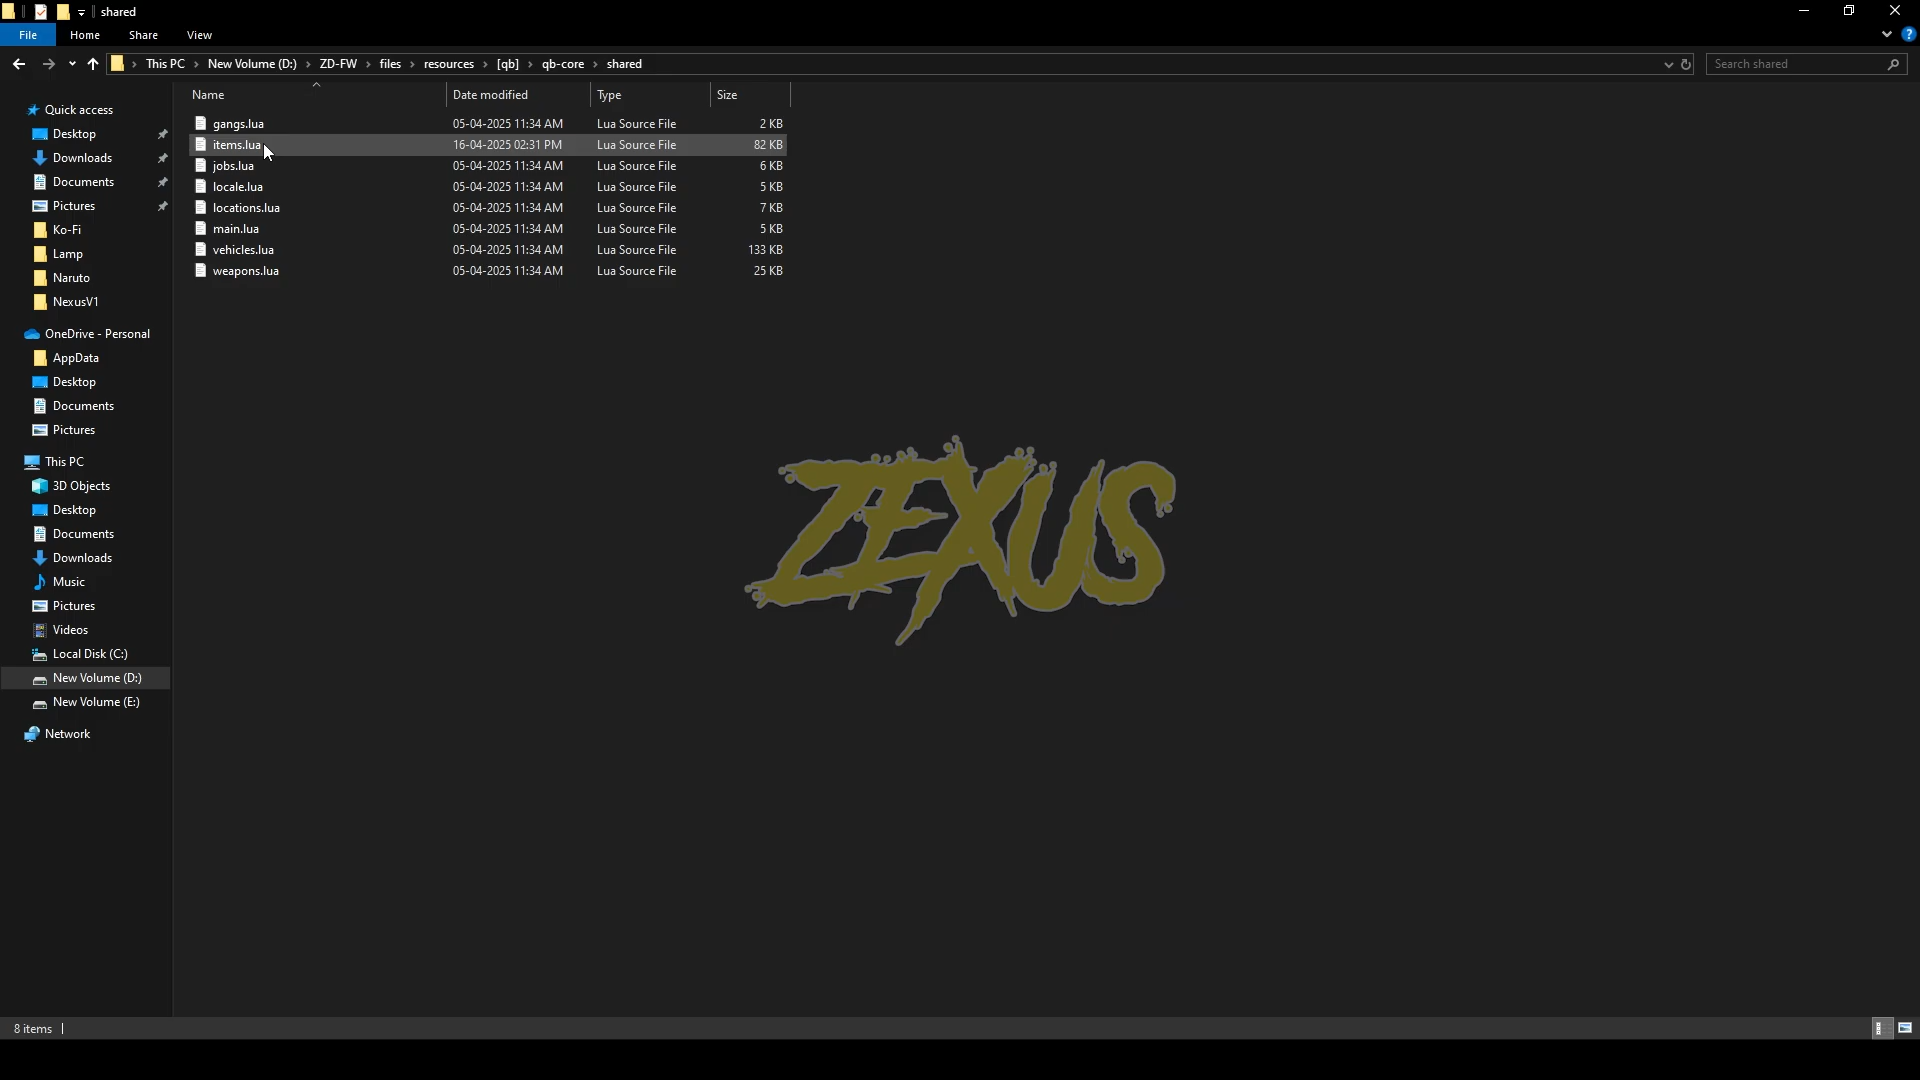 shared
File Home Share View
This PC New Volume (D:) ZD-FW files resources [qb] qb-core shared
Search shared
Name Date modified Type Size
gangs.lua 05-04-2025 11:34 AM Lua Source File 2 KB
items.lua 16-04-2025 02:31 PM Lua Source File 82 KB
jobs.lua 05-04-2025 11:34 AM Lua Source File 6 KB
locale.lua 05-04-2025 11:34 AM Lua Source File 5 KB
locations.lua 05-04-2025 11:34 AM Lua Source File 7 KB
main.lua 05-04-2025 11:34 AM Lua Source File 5 KB
vehicles.lua 05-04-2025 11:34 AM Lua Source File 133 KB
weapons.lua 05-04-2025 11:34 AM Lua Source File 25 KB
Quick access
Desktop
Downloads
Documents
Pictures
Ko-Fi
Lamp
Naruto
NexusV1
OneDrive - Personal
AppData
Desktop
Documents
Pictures
This PC
3D Objects
Desktop
Documents
Downloads
Music
Pictures
Videos
Local Disk (C:)
New Volume (D:)
New Volume (E:)
Network
ZEXUS
8 items